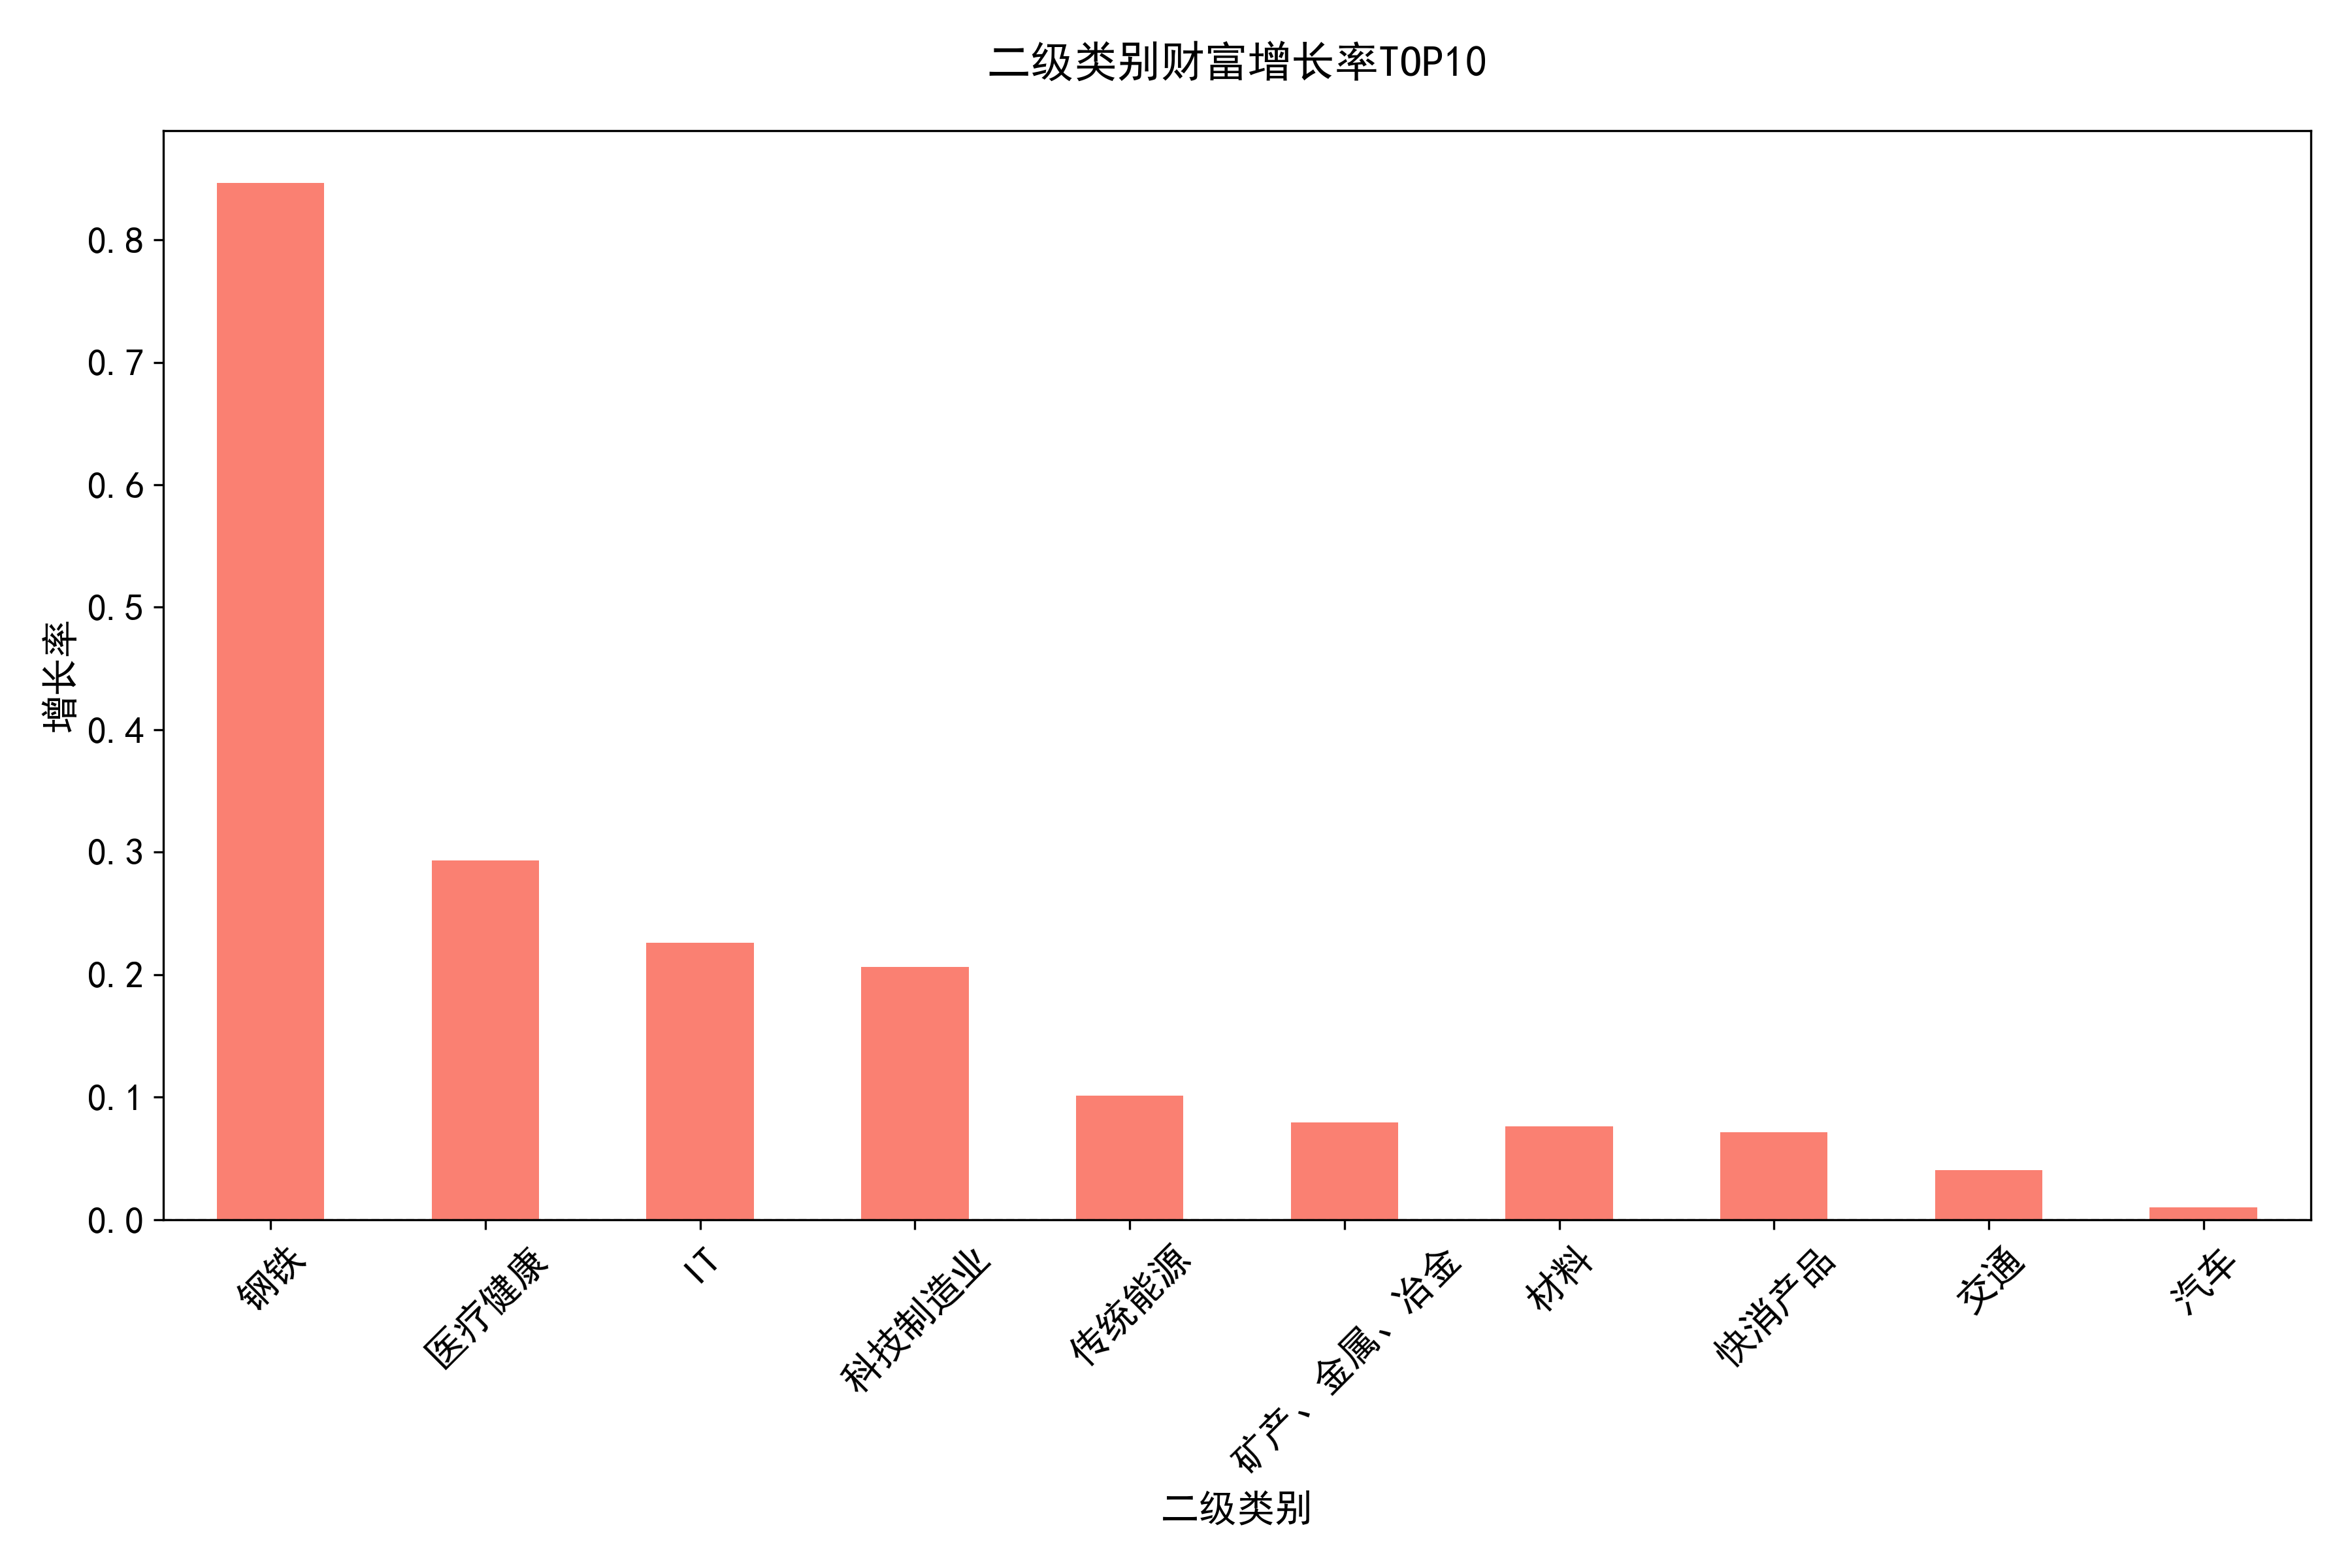 二级类别财富增长率TOP10
增长率
0.8
0.7
0.6
0.5
0.4
0.3
0.2
0.1
0.0
钢铁
医疗健康
IT
科技制造业
传统能源
矿产、金属、冶金
材料
快消产品
交通
汽车
二级类别